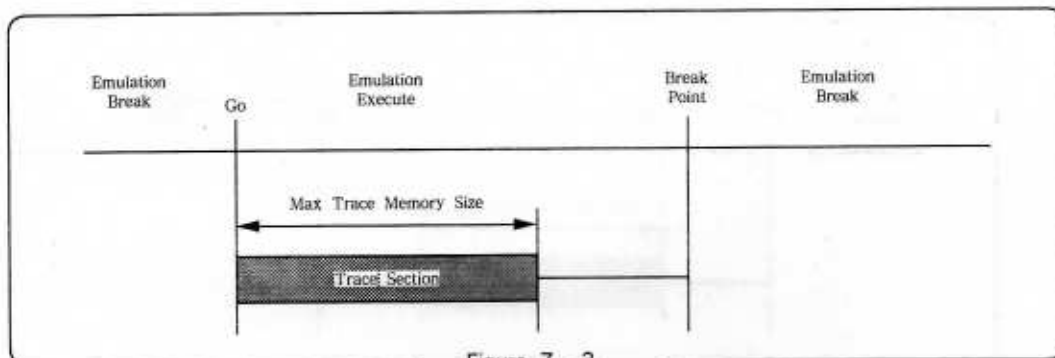 Emulation
Break
Go
Emulation
Execute
Break
Point
Emulation
Break
Max Trace Memory Size
Trace Section